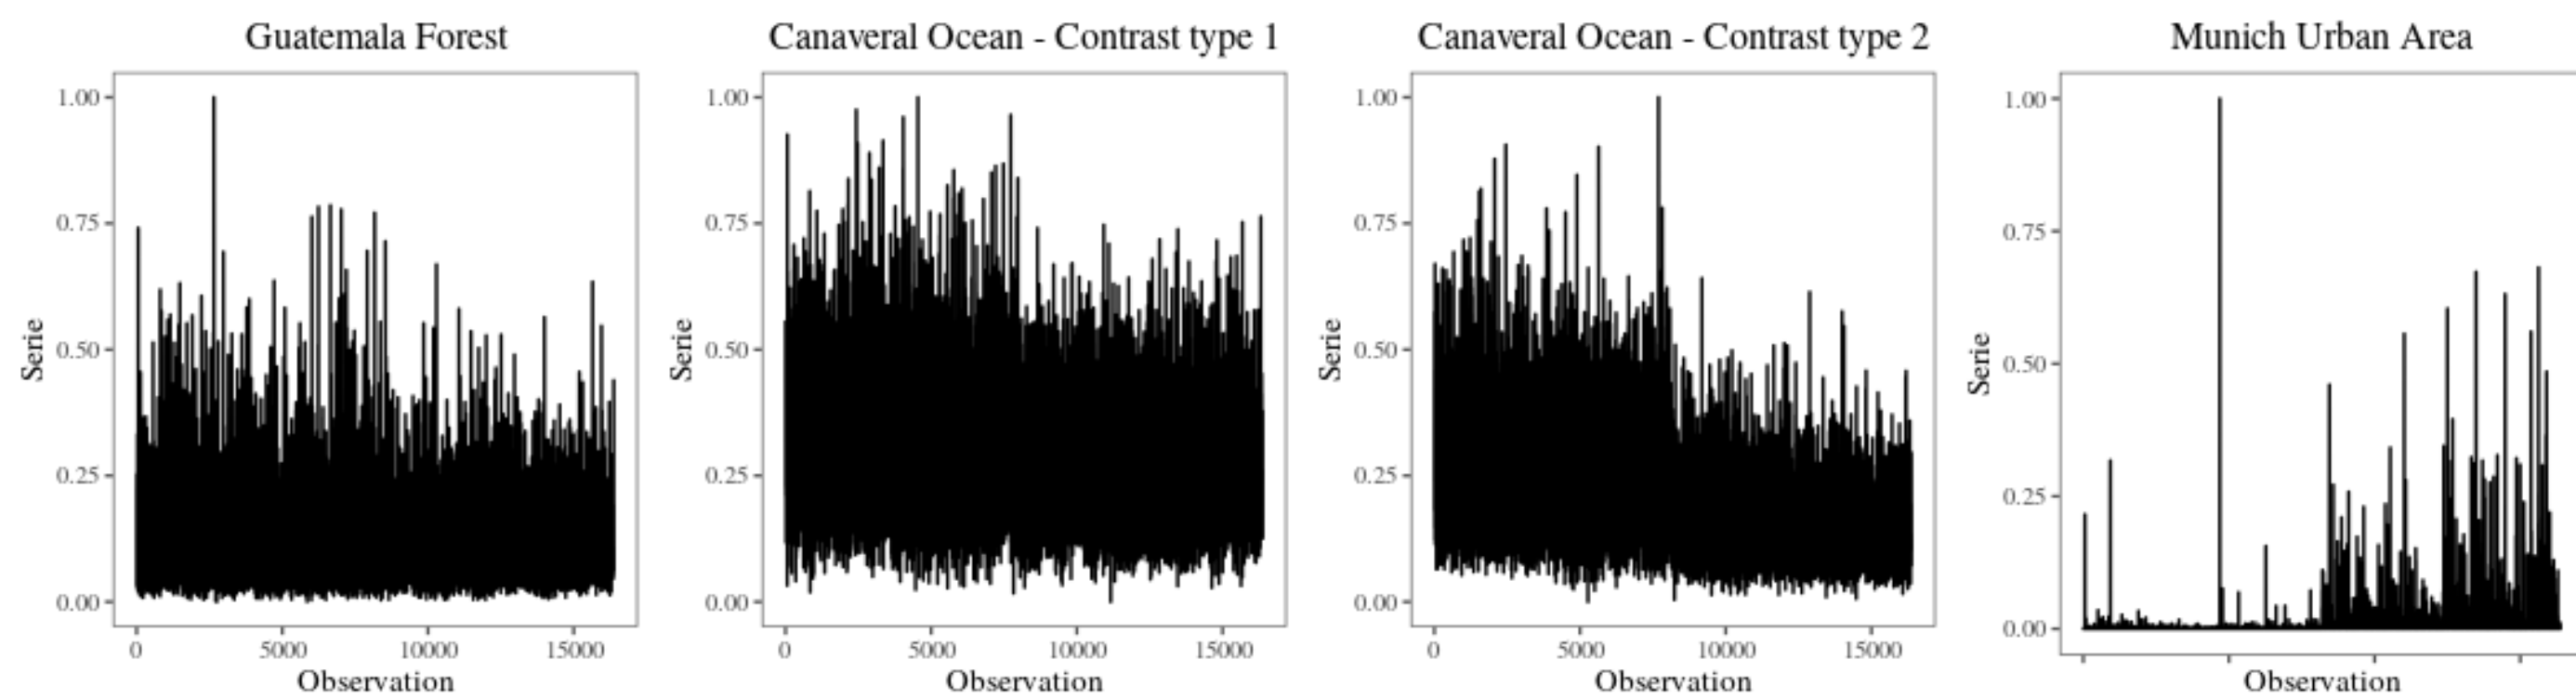 Guatemala Forest
1.00
0.75
0.50
0.25
0.00
Serie
0 5000 10000 15000
Observation
Canaveral Ocean - Contrast type 1
1.00
0.75
0.50
0.25
0.00
Serie
0 5000 10000 15000
Observation
Canaveral Ocean - Contrast type 2
1.00
0.75
0.50
0.25
0.00
Serie
0 5000 10000 15000
Observation
Munich Urban Area
1.00
0.75
0.50
0.25
0.00
Serie
Observation